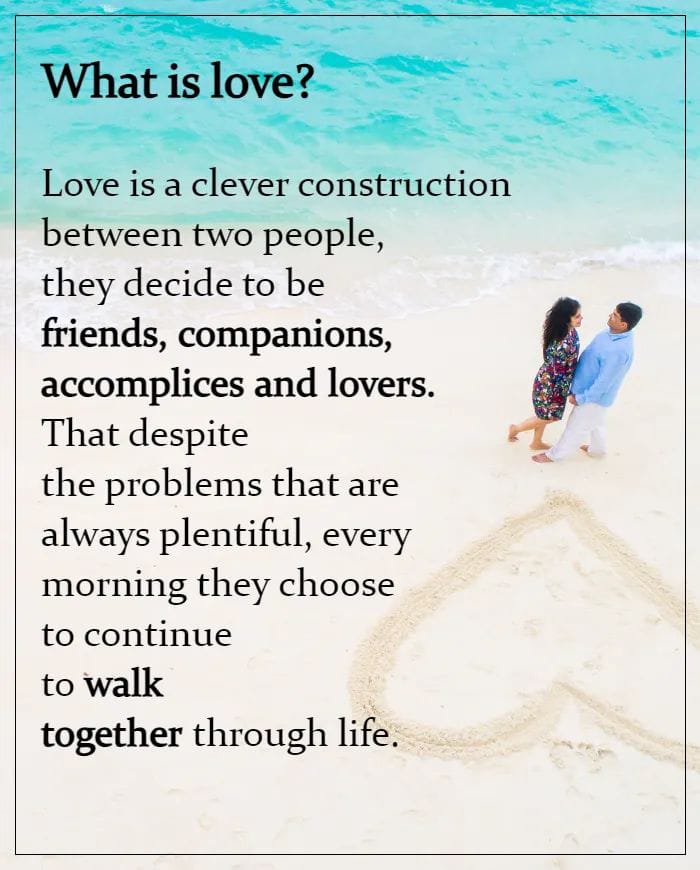 What is love?
Love is a clever construction
between two people,
they decide to be
friends, companions,
accomplices and lovers.
That despite
the problems that are
always plentiful, every
morning they choose
to continue
to walk
together through life.